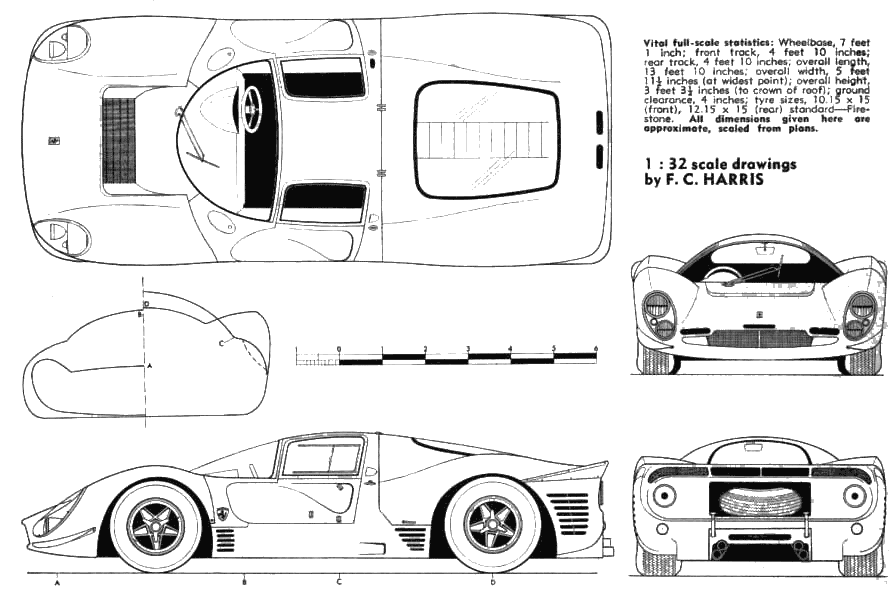 Vital full-scale statistics: Wheelbase, 7 feet
1 inch; front track, 4 feet 10 inches;
rear track, 4 feet 10 inches; overall length,
13 feet 10 inches; overall width, 5 feet
11½ inches (at widest point); overall height,
3 feet 3½ inches (to crown of roof); ground
clearance, 4 inches; tyre sizes, 10.15 x 15
(front), 12.15 x 15 (rear) standard—Fire-
stone. All dimensions given here are
approximate, scaled from plans.
1 : 32 scale drawings
by F. C. HARRIS
D
B
A
C
1 0 1 2 3 4 5 6
A B C D